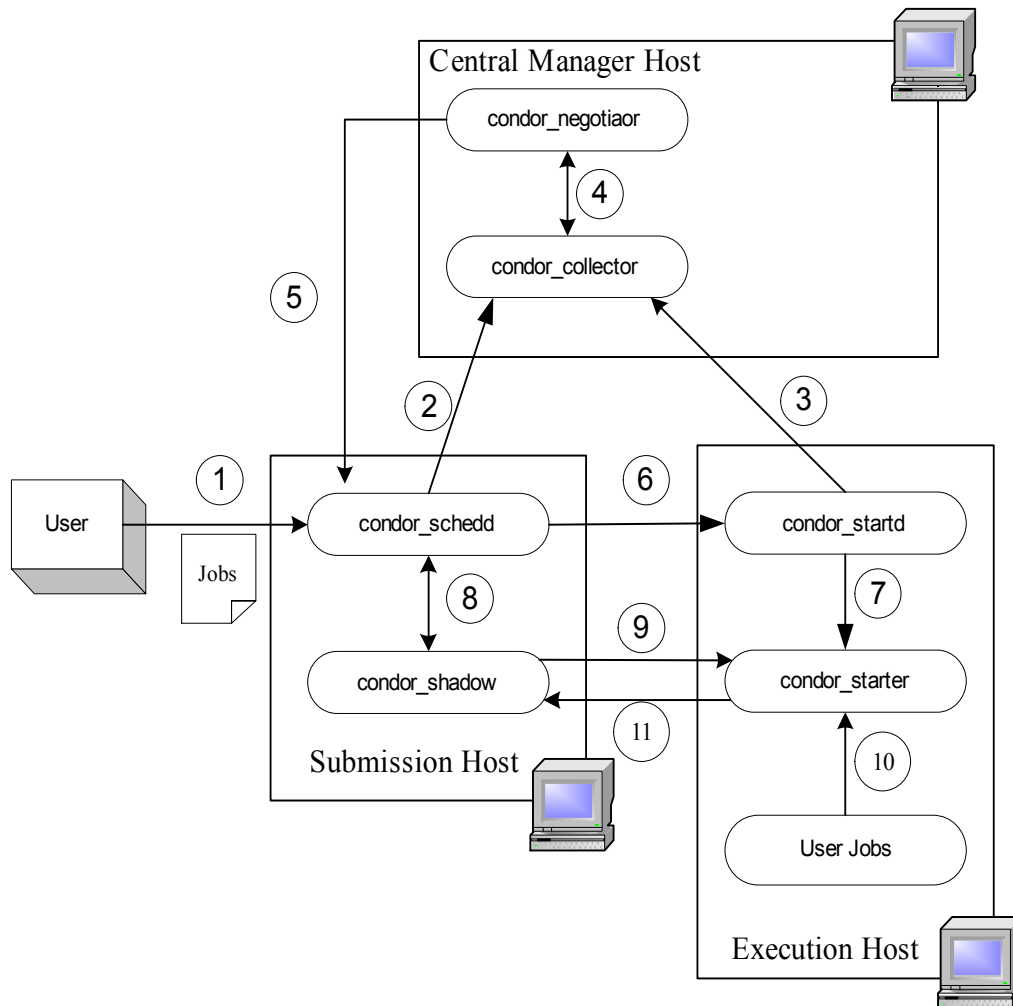 Central Manager Host
condor_negotiaor
4
condor_collector
5
2
3
1
6
User
condor_schedd
condor_startd
Jobs
8
7
9
condor_shadow
condor_starter
11
Submission Host
10
User Jobs
Execution Host